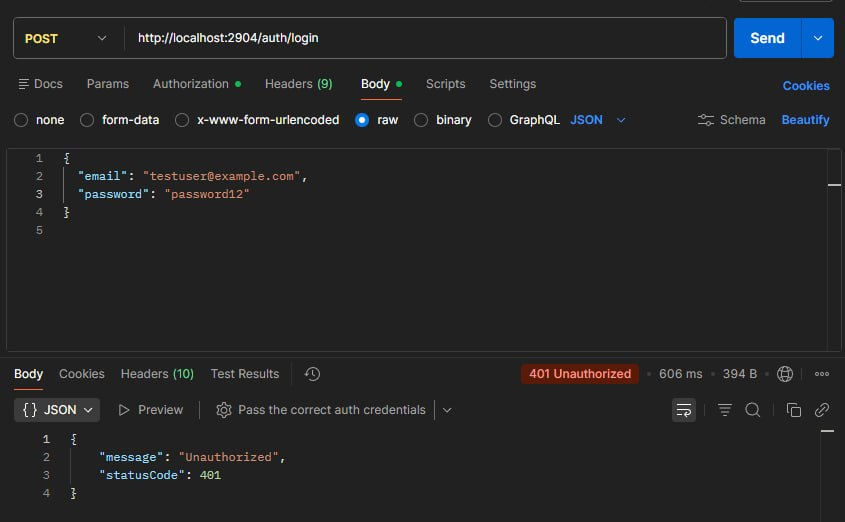 POST http://localhost:2904/auth/login Send
Docs Params Authorization Headers (9) Body Scripts Settings Cookies
none form-data x-www-form-urlencoded raw binary GraphQL JSON Schema Beautify
1 {
2 "email": "testuser@example.com",
3 "password": "password12"
4 }
5
Body Cookies Headers (10) Test Results 401 Unauthorized • 606 ms • 394 B •
{} JSON Preview Pass the correct auth credentials
1 {
2 "message": "Unauthorized",
3 "statusCode": 401
4 }